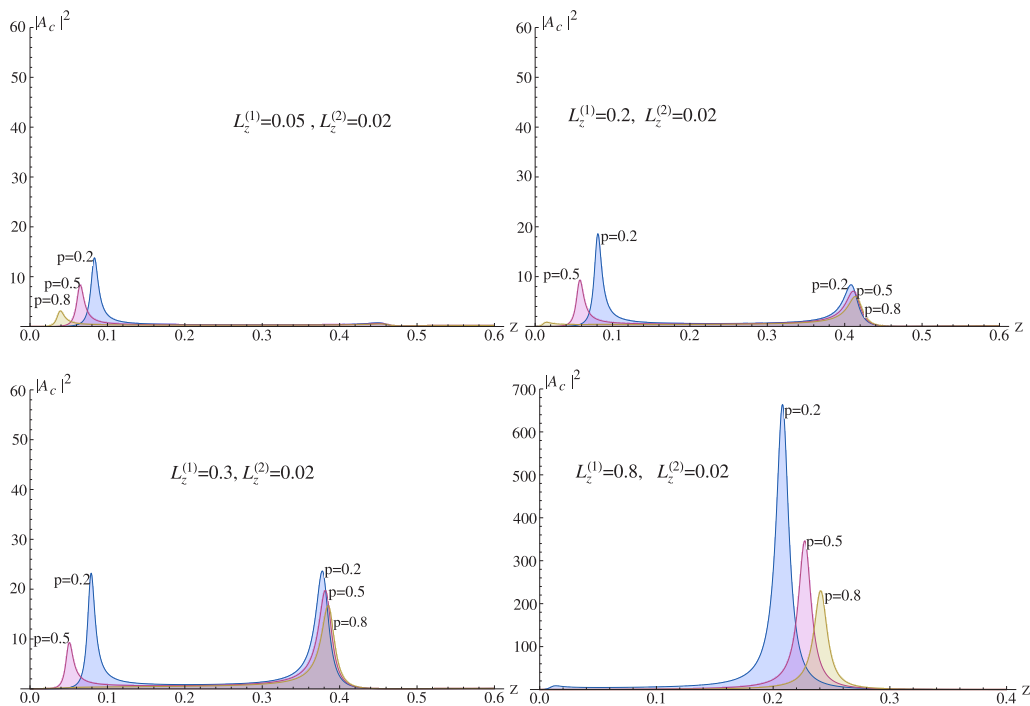 |A_c|^2
60
50
40
30
20
10
L_z^(1)=0.05 , L_z^(2)=0.02
p=0.2
p=0.5
p=0.8
0.0 0.1 0.2 0.3 0.4 0.5 0.6 Z
|A_c|^2
60
50
40
30
20
10
L_z^(1)=0.2, L_z^(2)=0.02
p=0.2
p=0.5
p=0.2
p=0.5
p=0.8
0.0 0.1 0.2 0.3 0.4 0.5 0.6 Z
|A_c|^2
60
50
40
30
20
10
L_z^(1)=0.3, L_z^(2)=0.02
p=0.2
p=0.5
p=0.2
p=0.5
p=0.8
0.0 0.1 0.2 0.3 0.4 0.5 0.6 Z
|A_c|^2
700
600
500
400
300
200
100
L_z^(1)=0.8, L_z^(2)=0.02
p=0.2
p=0.5
p=0.8
0.0 0.1 0.2 0.3 0.4 Z